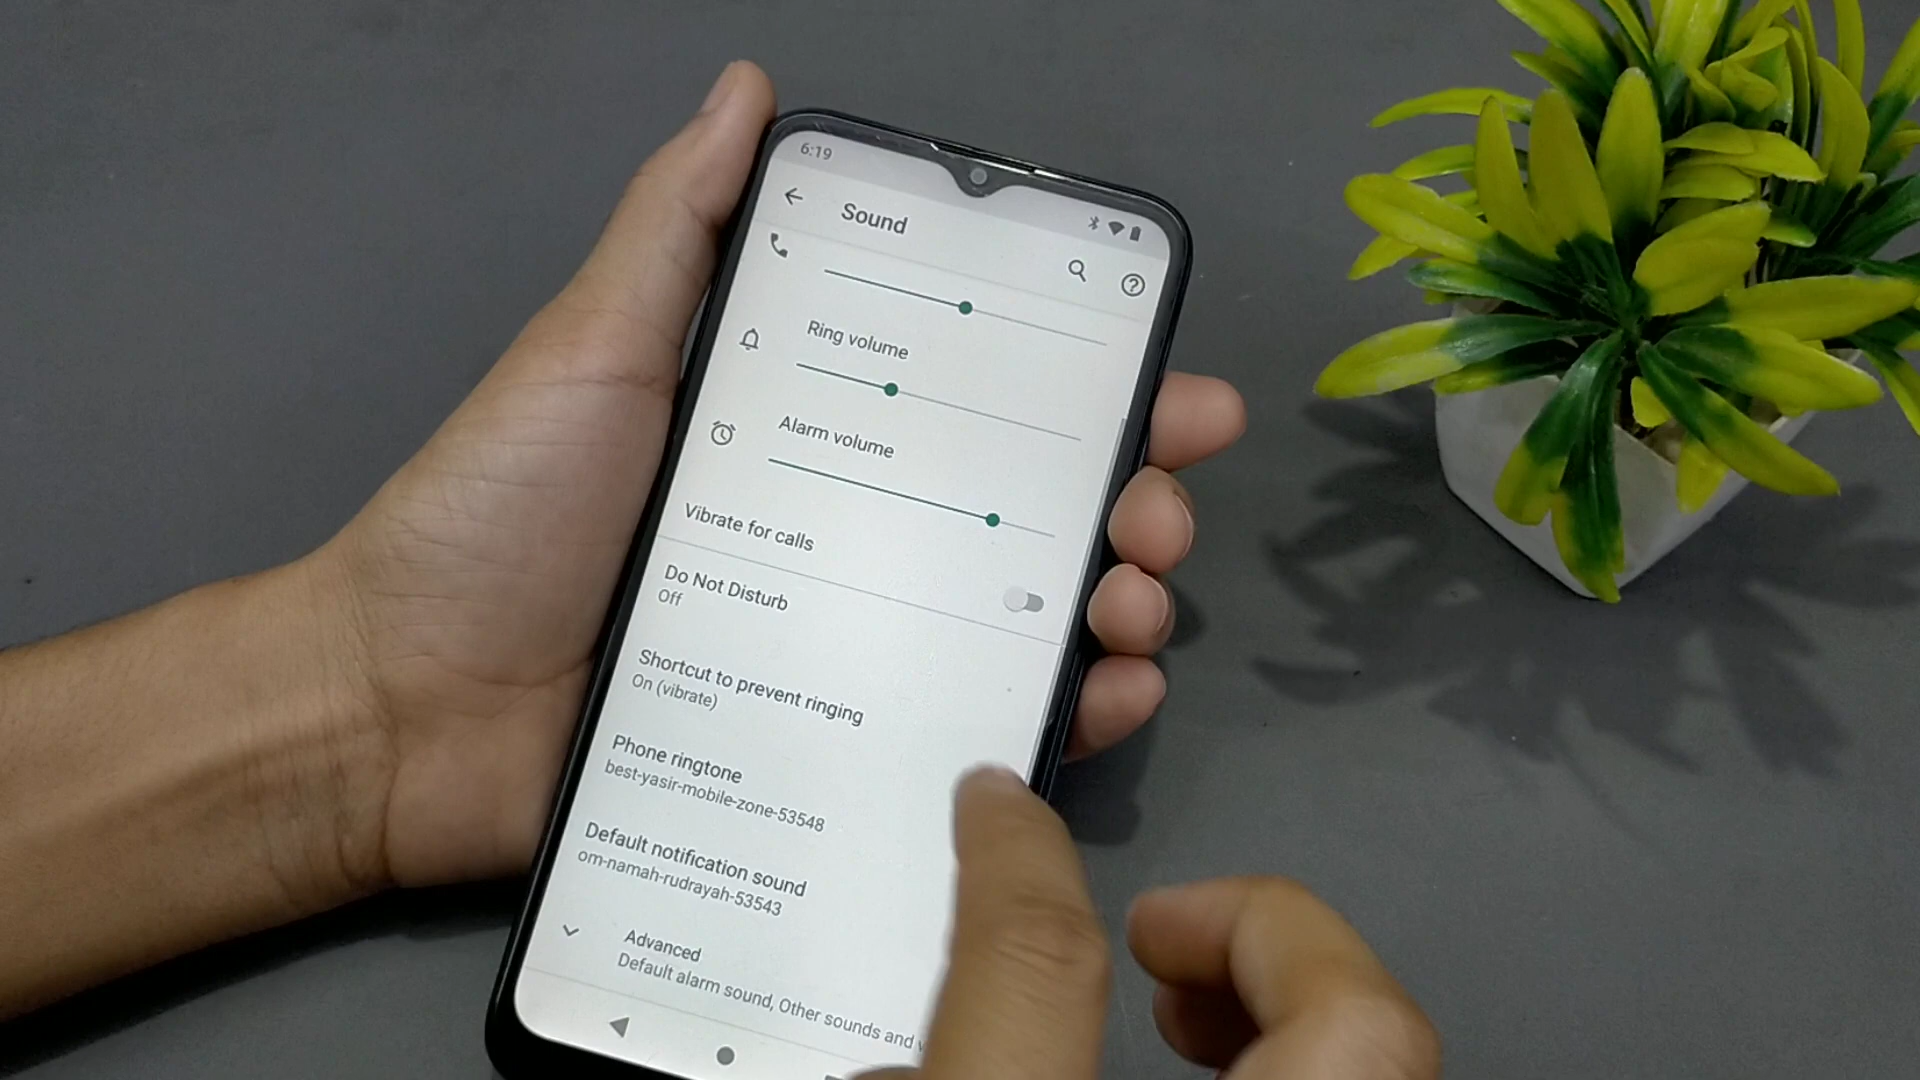 6:19
Sound
Ring volume
Alarm volume
Vibrate for calls
Do Not Disturb
Off
Shortcut to prevent ringing
On (vibrate)
Phone ringtone
best-yasir-mobile-zone-53548
Default notification sound
om-namah-rudrayah-53543
Advanced
Default alarm sound, Other sounds and v